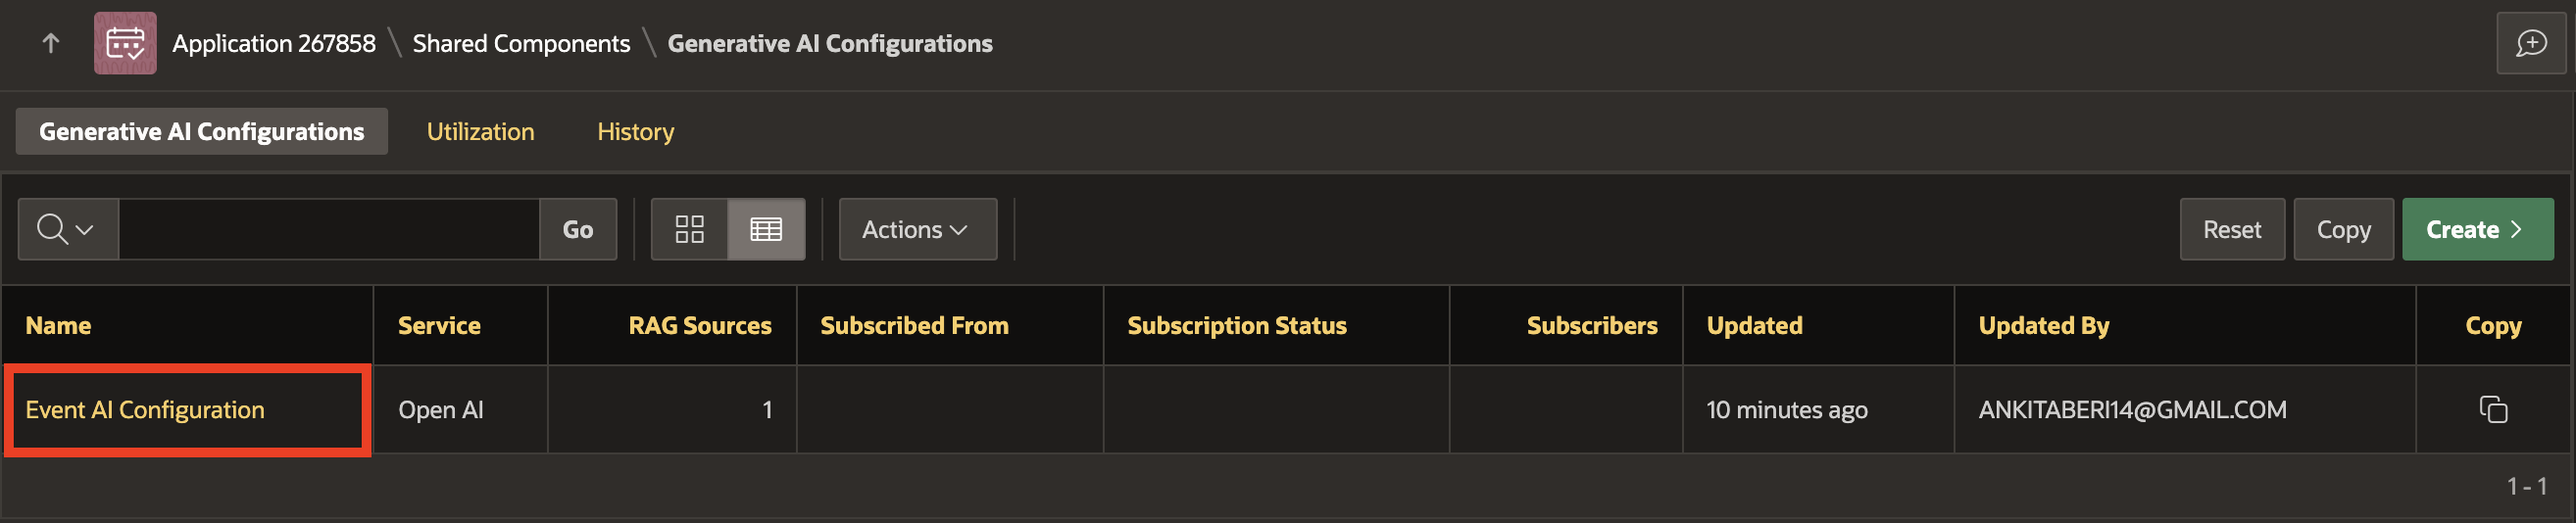 Application 267858 \ Shared Components \ Generative AI Configurations
Generative AI Configurations Utilization History
Go Actions Reset Copy Create
Name Service RAG Sources Subscribed From Subscription Status Subscribers Updated Updated By Copy
Event AI Configuration Open AI 1 10 minutes ago ANKITABERI14@GMAIL.COM
1 - 1